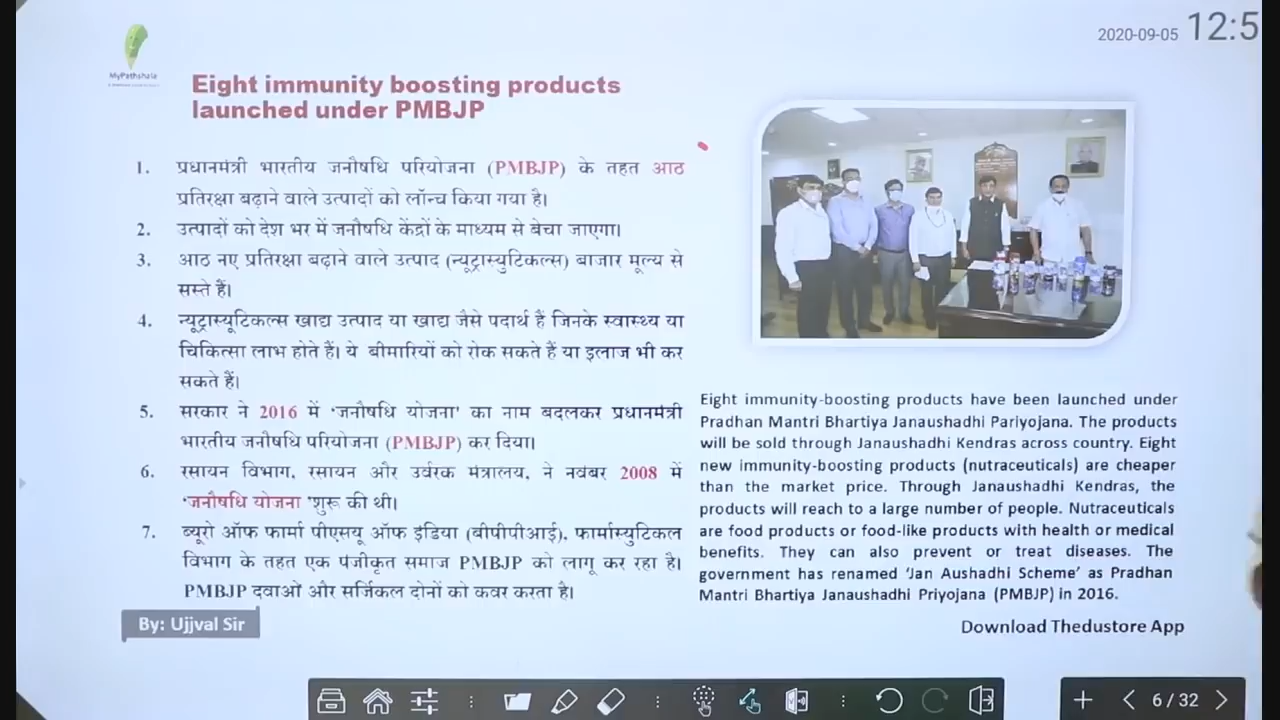 2020-09-05 12:5
MyPathshala
Eight immunity boosting products
launched under PMBJP
1. प्रधानमंत्री भारतीय जनौषधि परियोजना (PMBJP) के तहत आठ
प्रतिरक्षा बढ़ाने वाले उत्पादों को लॉन्च किया गया है।
2. उत्पादों को देश भर में जनौषधि केंद्रों के माध्यम से बेचा जाएगा।
3. आठ नए प्रतिरक्षा बढ़ाने वाले उत्पाद (न्यूट्रास्युटिकल्स) बाजार मूल्य से
सस्ते हैं।
4. न्यूट्रास्यूटिकल्स खाद्य उत्पाद या खाद्य जैसे पदार्थ हैं जिनके स्वास्थ्य या
चिकित्सा लाभ होते हैं। ये बीमारियों को रोक सकते हैं या इलाज भी कर
सकते हैं।
5. सरकार ने 2016 में 'जनौषधि योजना' का नाम बदलकर प्रधानमंत्री
भारतीय जनौषधि परियोजना (PMBJP) कर दिया।
6. रसायन विभाग, रसायन और उर्वरक मंत्रालय, ने नवंबर 2008 में
'जनौषधि योजना 'शुरू की थी।
7. ब्यूरो ऑफ फार्मा पीएसयू ऑफ इंडिया (बीपीपीआई), फार्मास्युटिकल
विभाग के तहत एक पंजीकृत समाज PMBJP को लागू कर रहा है।
PMBJP दवाओं और सर्जिकल दोनों को कवर करता है।
Eight immunity-boosting products have been launched under
Pradhan Mantri Bhartiya Janaushadhi Pariyojana. The products
will be sold through Janaushadhi Kendras across country. Eight
new immunity-boosting products (nutraceuticals) are cheaper
than the market price. Through Janaushadhi Kendras, the
products will reach to a large number of people. Nutraceuticals
are food products or food-like products with health or medical
benefits. They can also prevent or treat diseases. The
government has renamed 'Jan Aushadhi Scheme' as Pradhan
Mantri Bhartiya Janaushadhi Priyojana (PMBJP) in 2016.
By: Ujjval Sir
Download Thedustore App
6 / 32